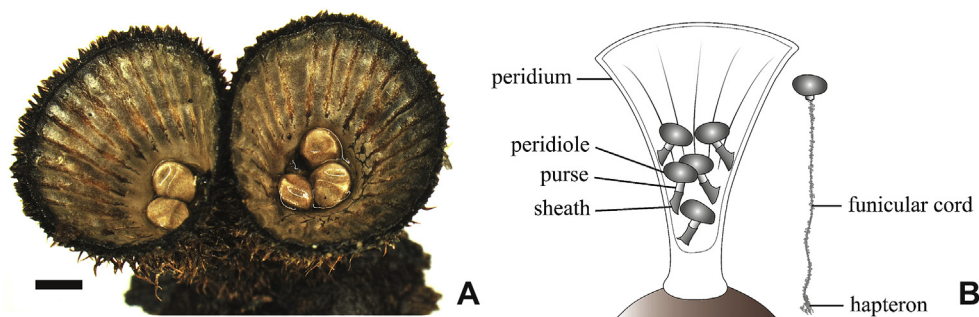 peridium
peridiole
purse
sheath
funicular cord
hapteron
A
B